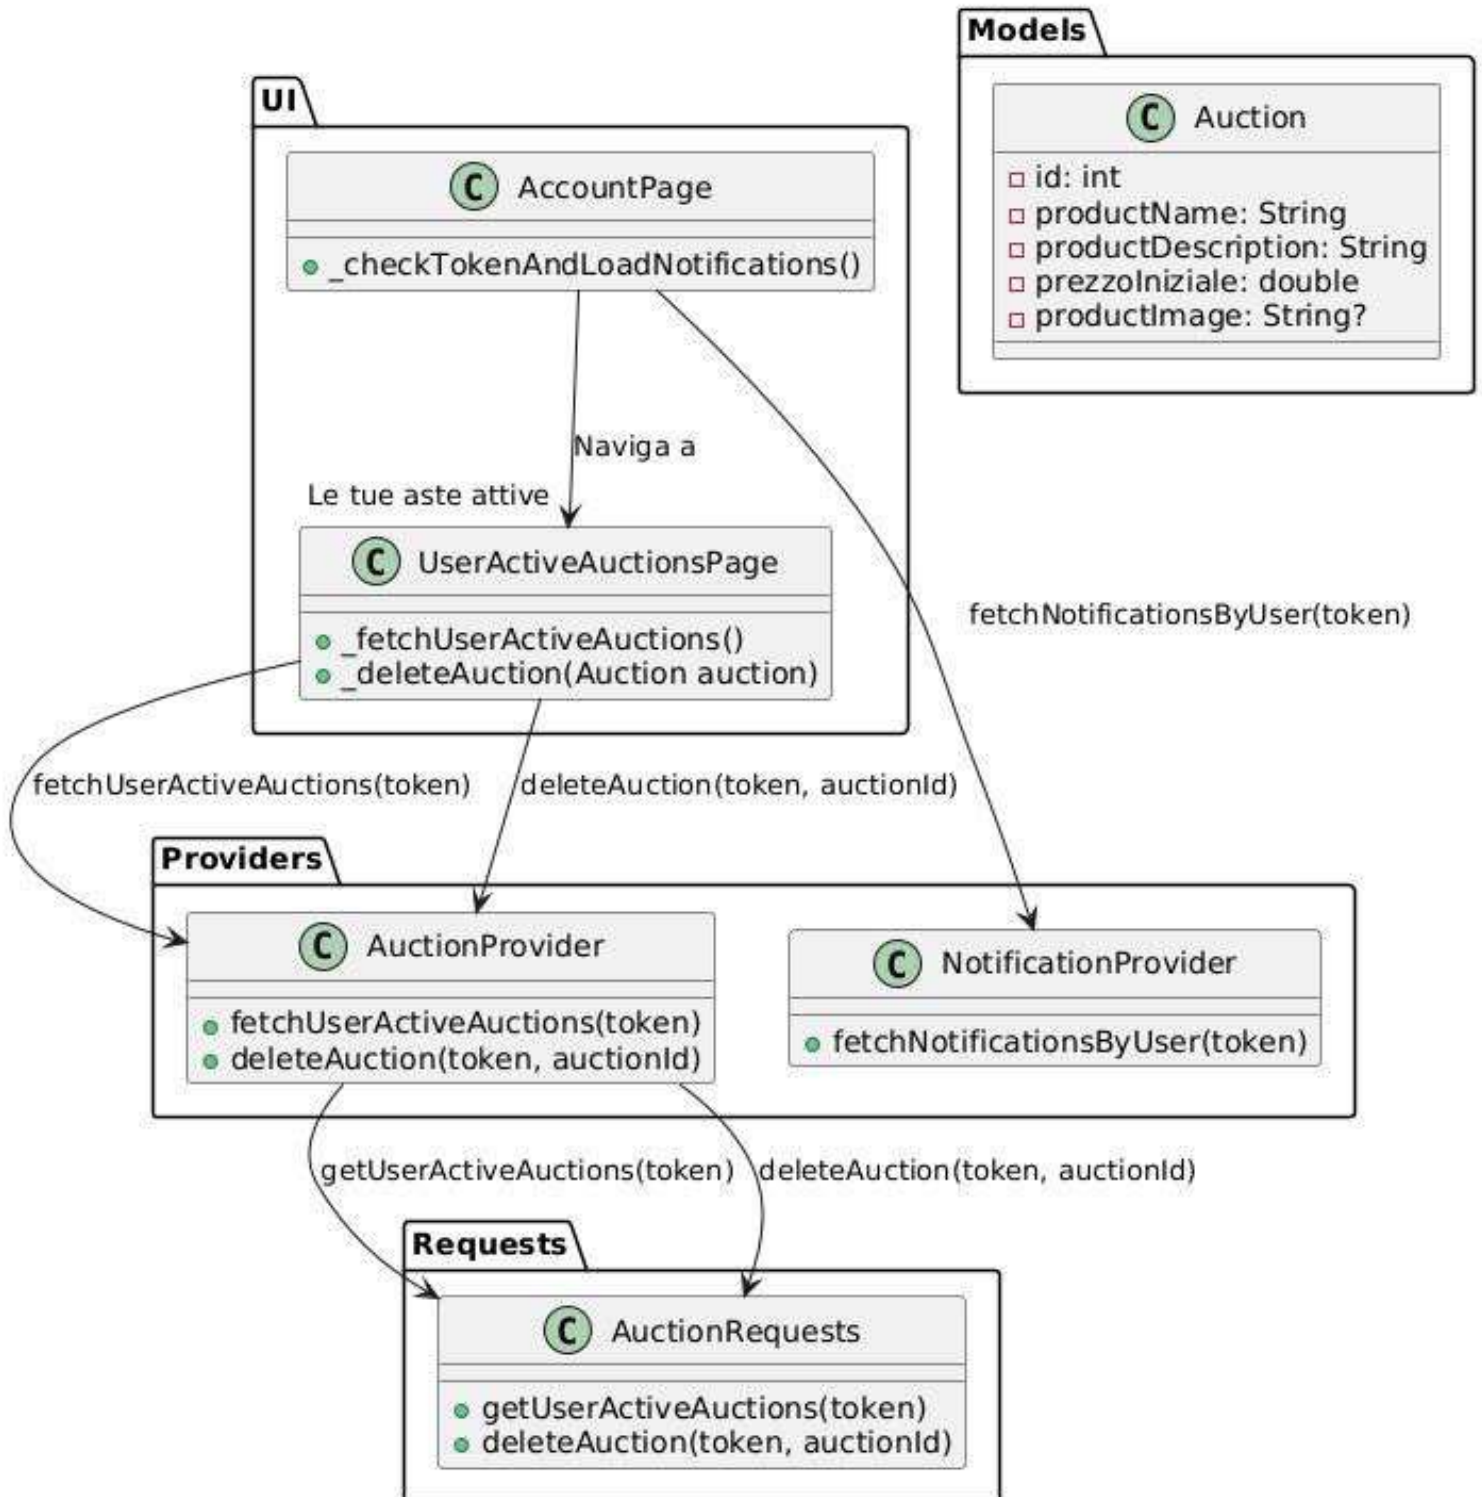 Models
C Auction
id: int
productName: String
productDescription: String
prezzoIniziale: double
productImage: String?
UI
C AccountPage
_checkTokenAndLoadNotifications()
Naviga a
Le tue aste attive
C UserActiveAuctionsPage
_fetchUserActiveAuctions()
_deleteAuction(Auction auction)
fetchNotificationsByUser(token)
fetchUserActiveAuctions(token)
deleteAuction(token, auctionId)
Providers
C AuctionProvider
fetchUserActiveAuctions(token)
deleteAuction(token, auctionId)
C NotificationProvider
fetchNotificationsByUser(token)
getUserActiveAuctions(token)
deleteAuction(token, auctionId)
Requests
C AuctionRequests
getUserActiveAuctions(token)
deleteAuction(token, auctionId)